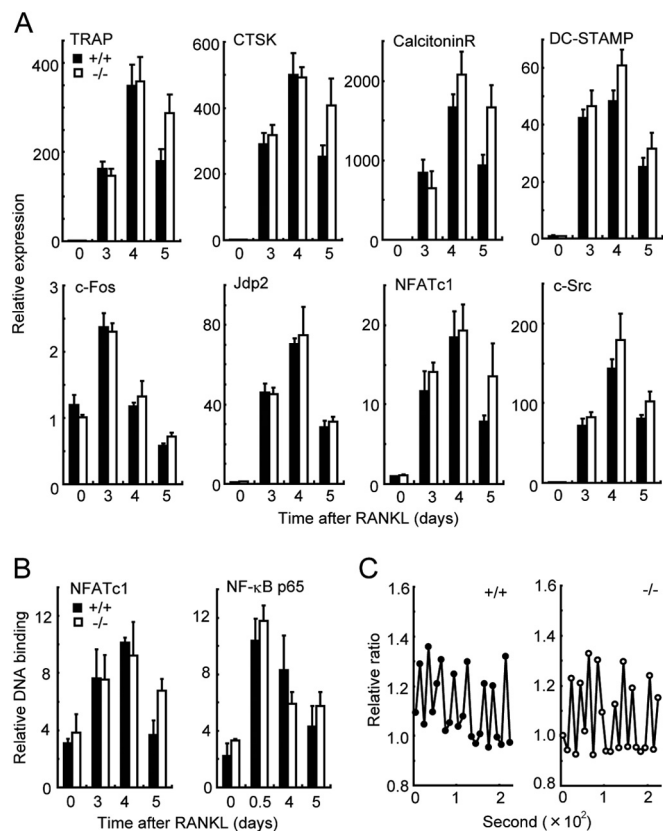 A
TRAP
+/+
-/-
400
300
200
100
0
0 3 4 5
CTSK
600
400
200
0
0 3 4 5
CalcitoninR
2000
1000
0
0 3 4 5
DC-STAMP
60
40
20
0
0 3 4 5
Relative expression
c-Fos
3
2
1
0
0 3 4 5
Jdp2
80
40
0
0 3 4 5
NFATc1
20
10
0
0 3 4 5
c-Src
200
100
0
0 3 4 5
Time after RANKL (days)
B
NFATc1
+/+
-/-
12
8
4
0
0 3 4 5
NF-κB p65
12
8
4
0
0 0.5 4 5
Relative DNA binding
Time after RANKL (days)
C
+/+
1.6
1.4
1.2
1.0
0.8
0 1 2
-/-
1.6
1.4
1.2
1.0
0.8
0 1 2
Relative ratio
Second (×10²)